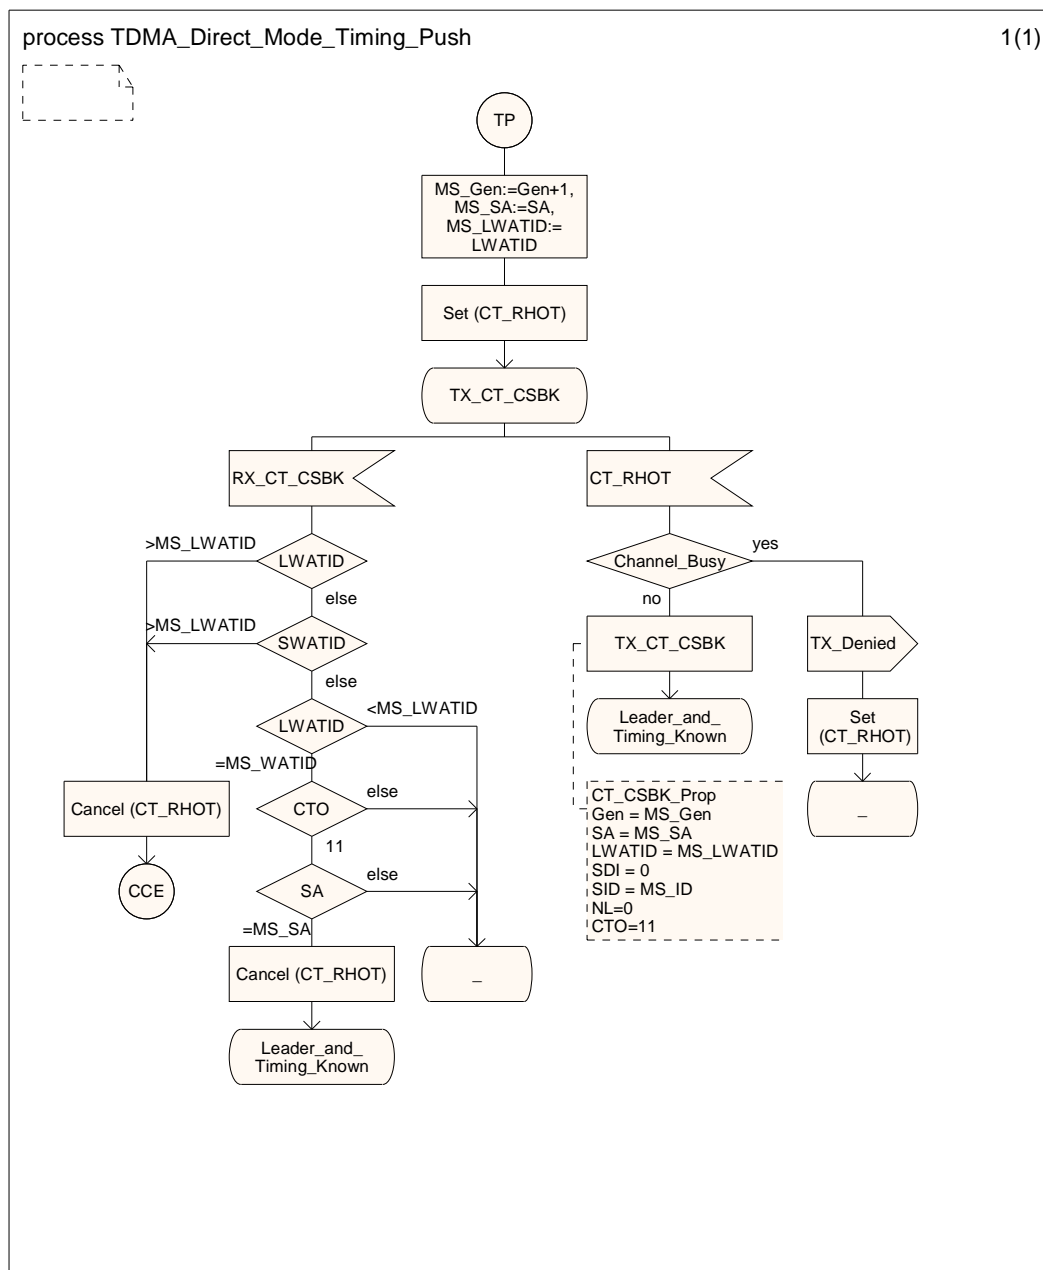 process TDMA_Direct_Mode_Timing_Push
1(1)
TP
MS_Gen:=Gen+1,
MS_SA:=SA,
MS_LWATID:=
LWATID
Set (CT_RHOT)
TX_CT_CSBK
RX_CT_CSBK
CT_RHOT
>MS_LWATID
LWATID
else
Channel_Busy
yes
no
>MS_LWATID
SWATID
else
TX_CT_CSBK
TX_Denied
<MS_LWATID
LWATID
=MS_WATID
Leader_and_
Timing_Known
Set
(CT_RHOT)
Cancel (CT_RHOT)
CTO
else
11
_
CT_CSBK_Prop
Gen = MS_Gen
SA = MS_SA
LWATID = MS_LWATID
SDI = 0
SID = MS_ID
NL=0
CTO=11
CCE
SA
else
=MS_SA
Cancel (CT_RHOT)
_
Leader_and_
Timing_Known